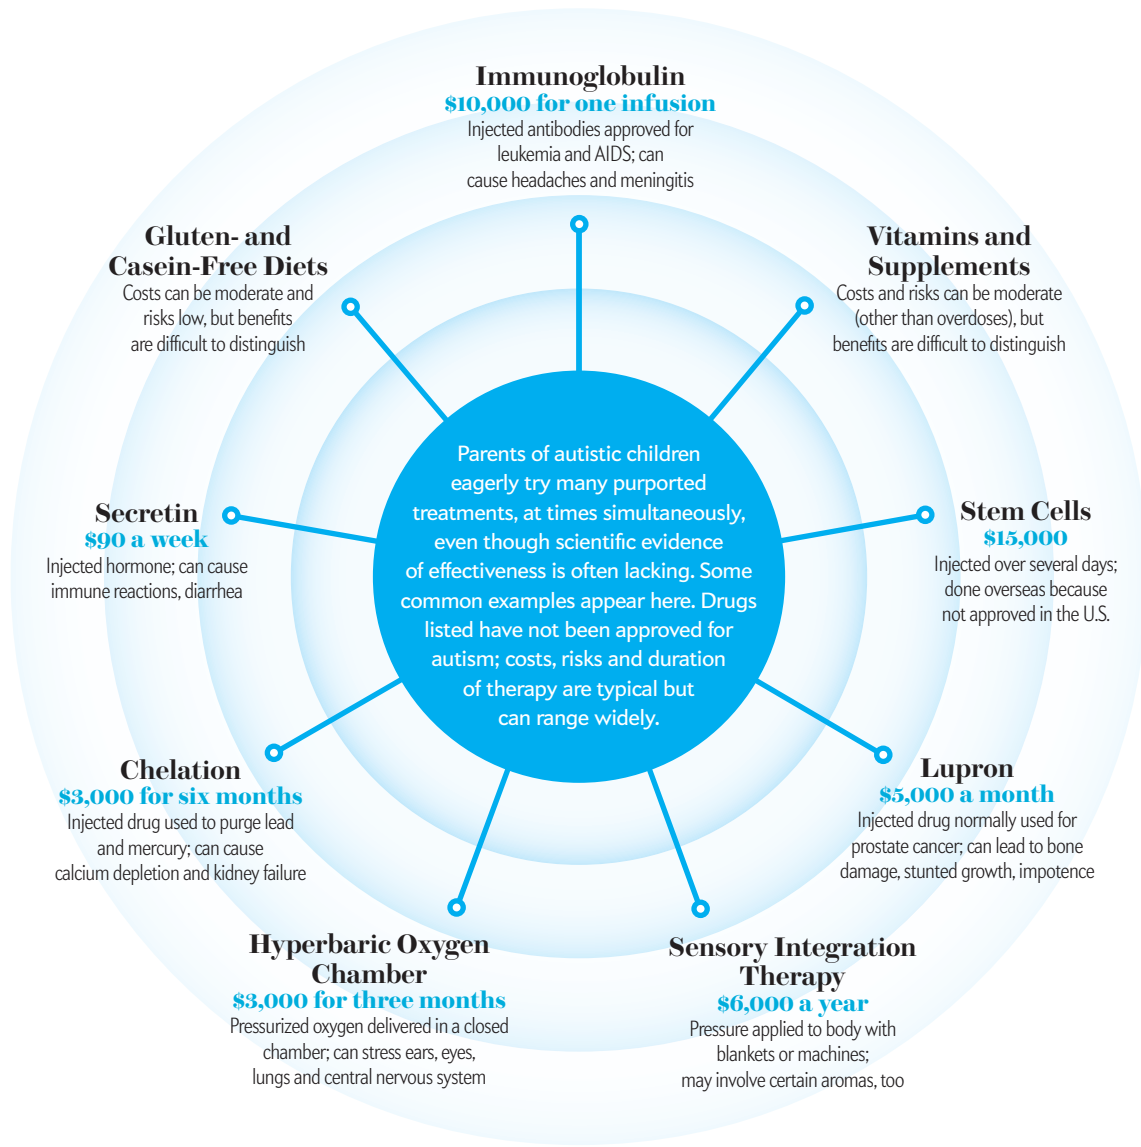 Immunoglobulin
$10,000 for one infusion
Injected antibodies approved for
leukemia and AIDS; can
cause headaches and meningitis
Gluten- and
Casein-Free Diets
Costs can be moderate and
risks low, but benefits
are difficult to distinguish
Vitamins and
Supplements
Costs and risks can be moderate
(other than overdoses), but
benefits are difficult to distinguish
Parents of autistic children
eagerly try many purported
treatments, at times simultaneously,
even though scientific evidence
of effectiveness is often lacking. Some
common examples appear here. Drugs
listed have not been approved for
autism; costs, risks and duration
of therapy are typical but
can range widely.
Secretin
$90 a week
Injected hormone; can cause
immune reactions, diarrhea
Stem Cells
$15,000
Injected over several days;
done overseas because
not approved in the U.S.
Chelation
$3,000 for six months
Injected drug used to purge lead
and mercury; can cause
calcium depletion and kidney failure
Lupron
$5,000 a month
Injected drug normally used for
prostate cancer; can lead to bone
damage, stunted growth, impotence
Hyperbaric Oxygen
Chamber
$3,000 for three months
Pressurized oxygen delivered in a closed
chamber; can stress ears, eyes,
lungs and central nervous system
Sensory Integration
Therapy
$6,000 a year
Pressure applied to body with
blankets or machines;
may involve certain aromas, too